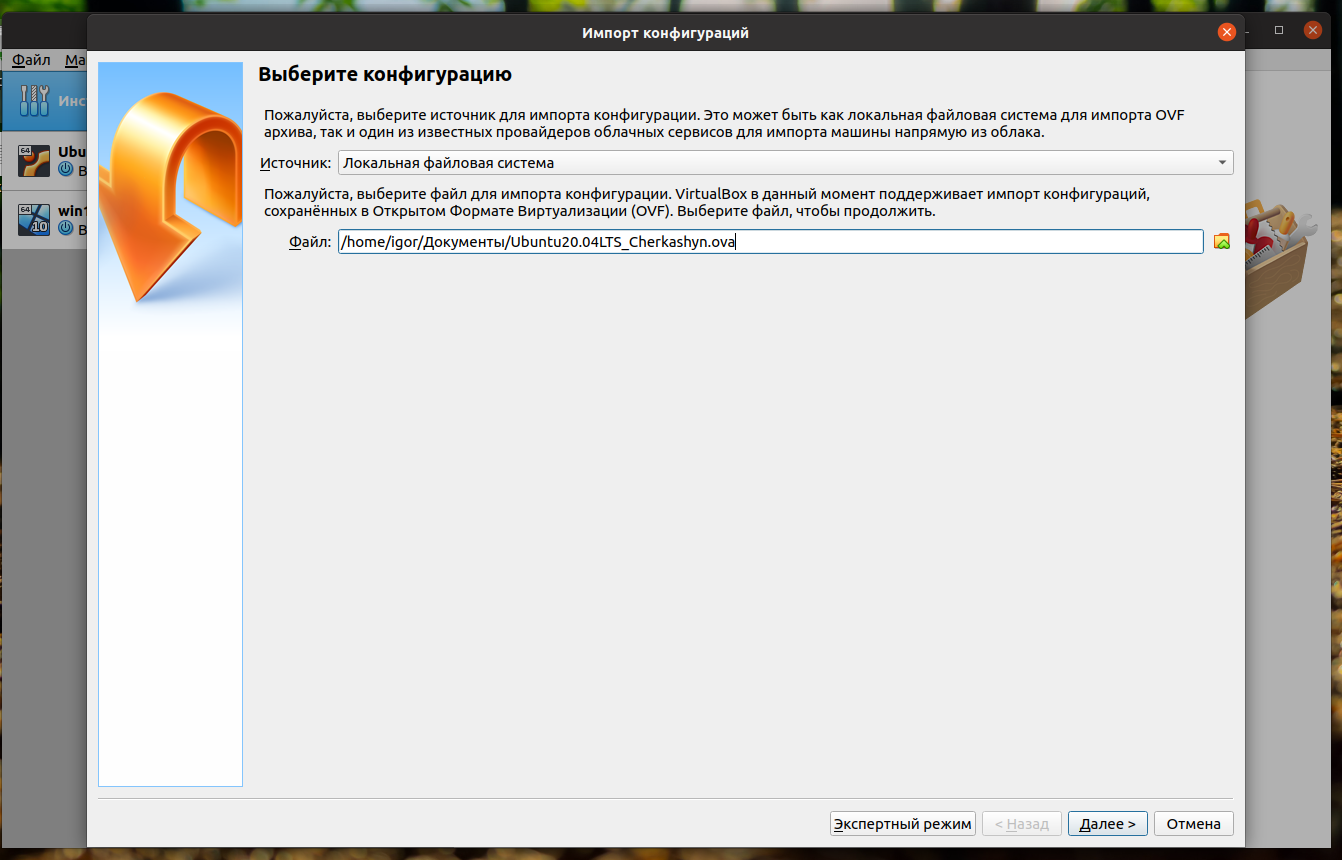 Импорт конфигураций
Файл Ма
Инс
64
Ubu
В
64
10
win1
В
Выберите конфигурацию
Пожалуйста, выберите источник для импорта конфигурации. Это может быть как локальная файловая система для импорта OVF
архива, так и один из известных провайдеров облачных сервисов для импорта машины напрямую из облака.
Источник: Локальная файловая система
Пожалуйста, выберите файл для импорта конфигурации. VirtualBox в данный момент поддерживает импорт конфигураций,
сохранённых в Открытом Формате Виртуализации (OVF). Выберите файл, чтобы продолжить.
Файл: /home/igor/Документы/Ubuntu20.04LTS_Cherkashyn.ova
Экспертный режим < Назад Далее > Отмена